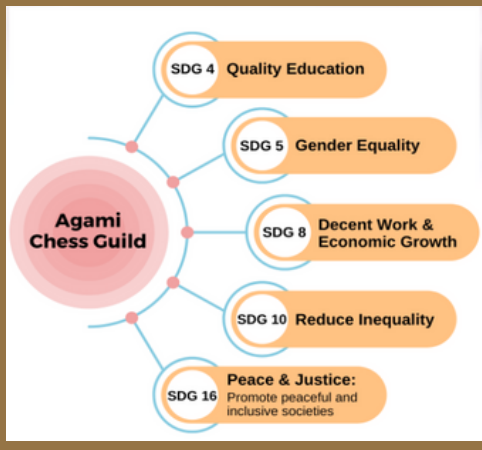 SDG 4
Quality Education
SDG 5
Gender Equality
Agami
Chess Guild
SDG 8
Decent Work &
Economic Growth
SDG 10
Reduce Inequality
SDG 16
Peace & Justice:
Promote peaceful and
inclusive societies